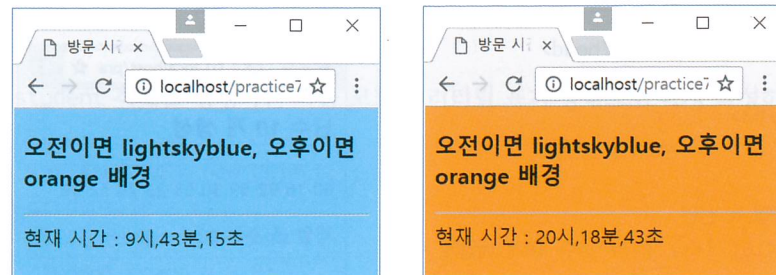 방문 시
localhost/practice7
오전이면 lightskyblue, 오후이면
orange 배경
현재 시간 : 9시,43분,15초
방문 시
localhost/practice7
오전이면 lightskyblue, 오후이면
orange 배경
현재 시간 : 20시,18분,43초